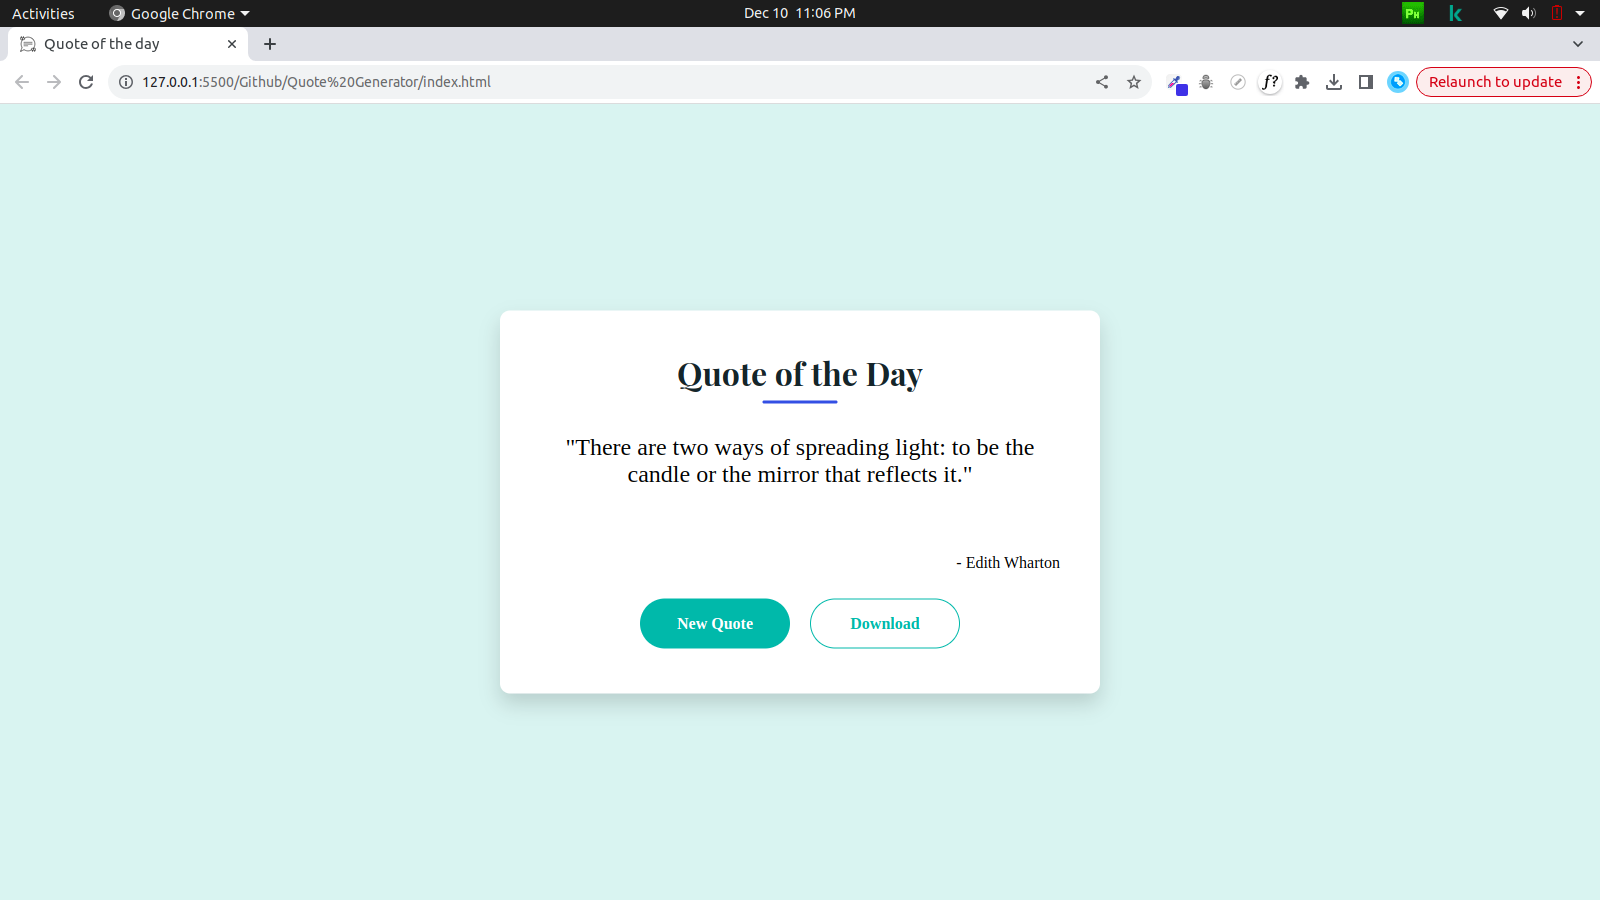 Activities Google Chrome Dec 10 11:06 PM PH k
Quote of the day
127.0.0.1:5500/Github/Quote%20Generator/index.html f? Relaunch to update
Quote of the Day
"There are two ways of spreading light: to be the
candle or the mirror that reflects it."
- Edith Wharton
New Quote Download